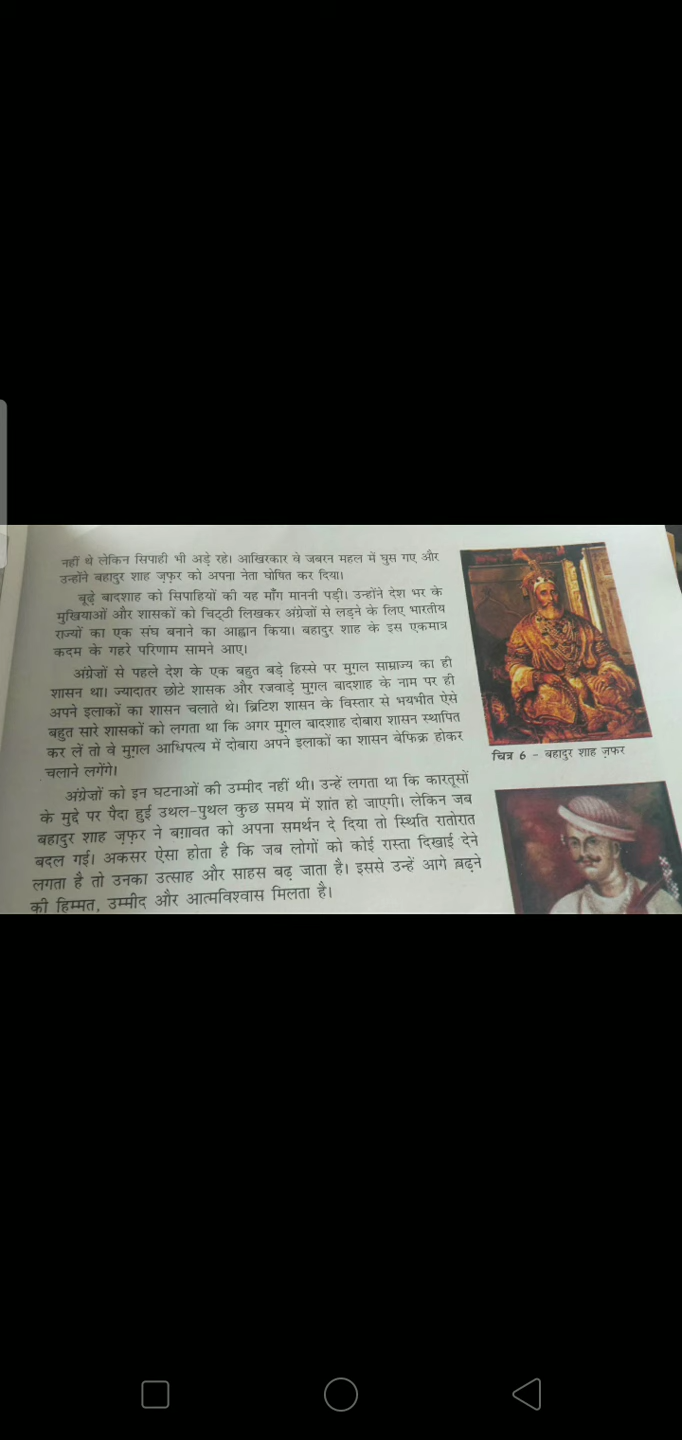 नहीं थे लेकिन सिपाही भी अड़े रहे। आखिरकार वे जबरन महल में घुस गए और
उन्होंने बहादुर शाह ज़फ़र को अपना नेता घोषित कर दिया।
बूढ़े बादशाह को सिपाहियों की यह माँग माननी पड़ी। उन्होंने देश भर के
मुखियाओं और शासकों को चिट्ठी लिखकर अंग्रेज़ों से लड़ने के लिए भारतीय
राज्यों का एक संघ बनाने का आह्वान किया। बहादुर शाह के इस एकमात्र
कदम के गहरे परिणाम सामने आए।
अंग्रेज़ों से पहले देश के एक बहुत बड़े हिस्से पर मुग़ल साम्राज्य का ही
शासन था। ज्यादातर छोटे शासक और रजवाड़े मुग़ल बादशाह के नाम पर ही
अपने इलाकों का शासन चलाते थे। ब्रिटिश शासन के विस्तार से भयभीत ऐसे
बहुत सारे शासकों को लगता था कि अगर मुग़ल बादशाह दोबारा शासन स्थापित
कर लें तो वे मुग़ल आधिपत्य में दोबारा अपने इलाकों का शासन बेफिक्र होकर
चलाने लगेंगे।
अंग्रेज़ों को इन घटनाओं की उम्मीद नहीं थी। उन्हें लगता था कि कारतूसों
के मुद्दे पर पैदा हुई उथल-पुथल कुछ समय में शांत हो जाएगी। लेकिन जब
बहादुर शाह ज़फ़र ने बग़ावत को अपना समर्थन दे दिया तो स्थिति रातोरात
बदल गई। अकसर ऐसा होता है कि जब लोगों को कोई रास्ता दिखाई देने
लगता है तो उनका उत्साह और साहस बढ़ जाता है। इससे उन्हें आगे बढ़ने
की हिम्मत, उम्मीद और आत्मविश्वास मिलता है।
चित्र 6 – बहादुर शाह ज़फर